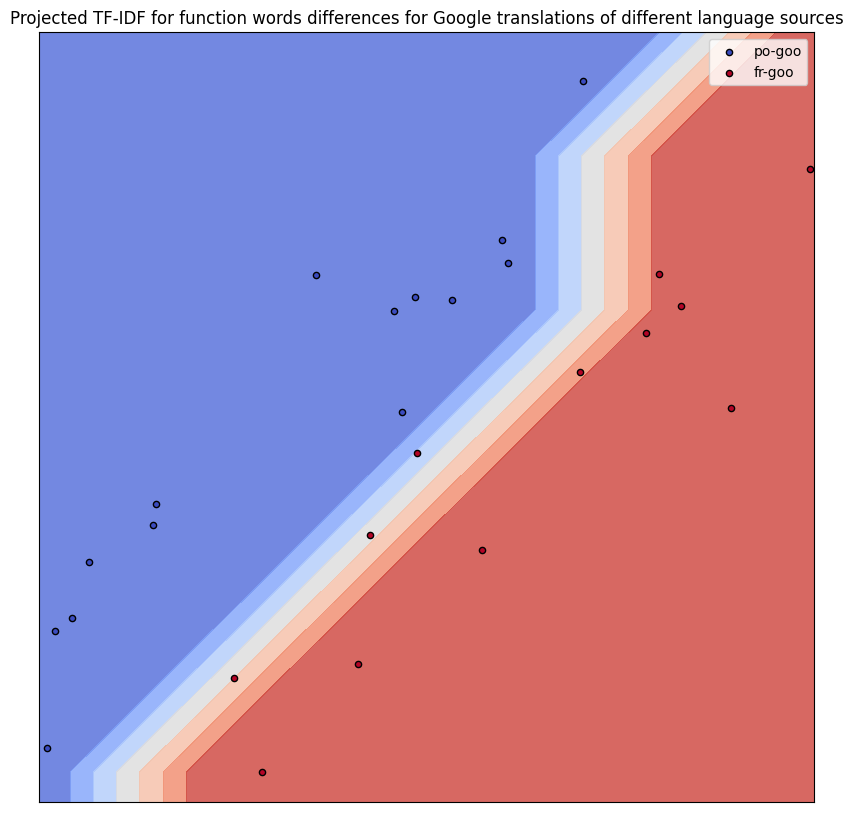 Projected TF-IDF for function words differences for Google translations of different language sources
po-goo
fr-goo